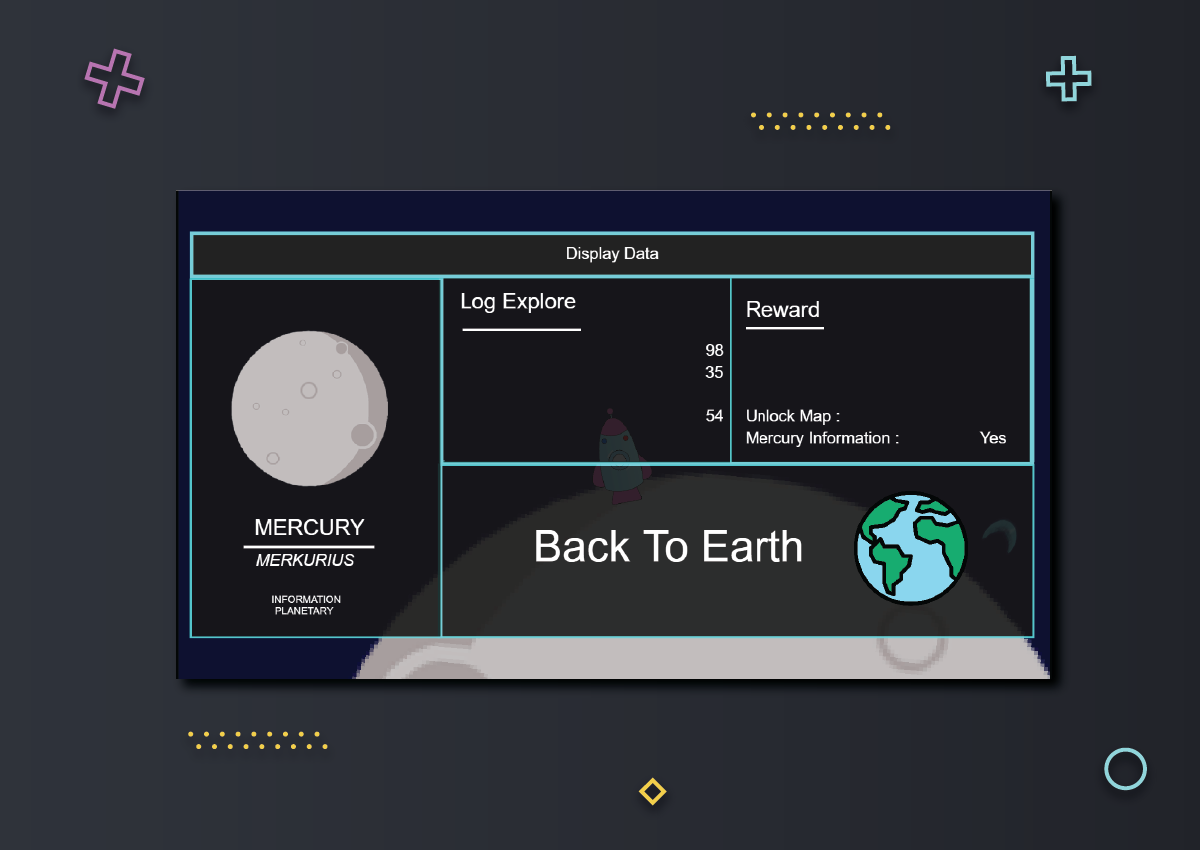 Display Data
Log Explore
98
35
54
Reward
Unlock Map :
Mercury Information : Yes
MERCURY
MERKURIUS
INFORMATION
PLANETARY
Back To Earth